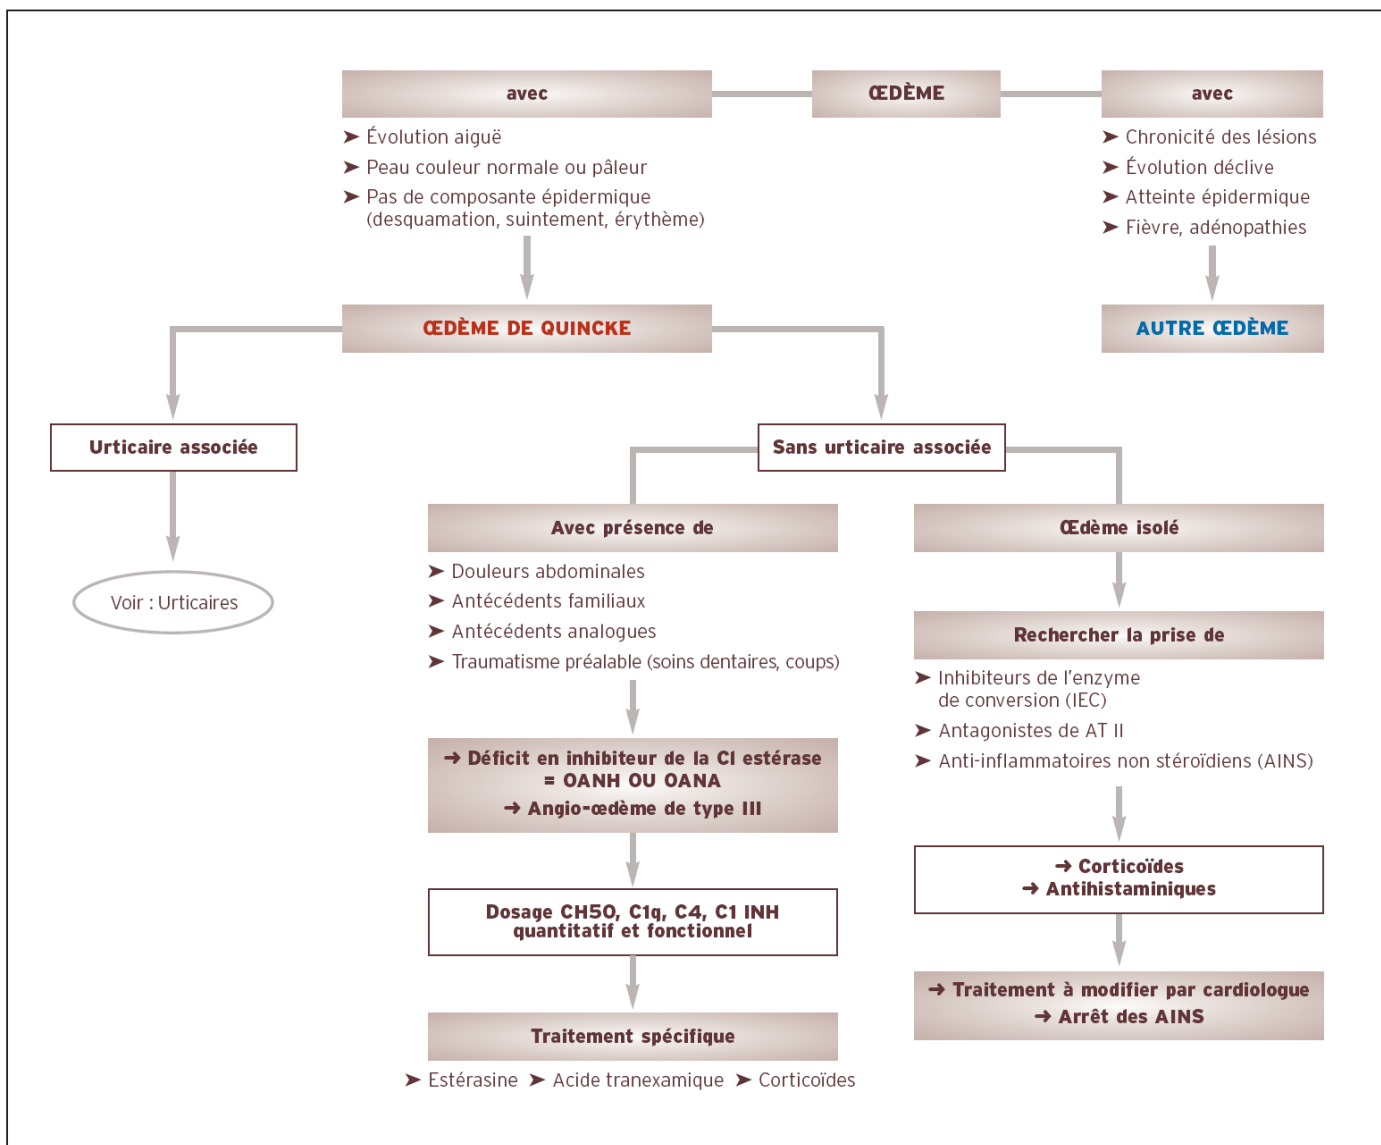 avec
ŒDÈME
avec
➤ Évolution aiguë
➤ Peau couleur normale ou pâleur
➤ Pas de composante épidermique
(desquamation, suintement, érythème)
➤ Chronicité des lésions
➤ Évolution déclive
➤ Atteinte épidermique
➤ Fièvre, adénopathies
ŒDÈME DE QUINCKE
AUTRE ŒDÈME
Urticaire associée
Sans urticaire associée
Voir : Urticaires
Avec présence de
➤ Douleurs abdominales
➤ Antécédents familiaux
➤ Antécédents analogues
➤ Traumatisme préalable (soins dentaires, coups)
→ Déficit en inhibiteur de la C1 estérase
= OANH OU OANA
→ Angio-œdème de type III
Dosage CH50, C1q, C4, C1 INH
quantitatif et fonctionnel
Traitement spécifique
➤ Estérasine ➤ Acide tranexamique ➤ Corticoïdes
Œdème isolé
Rechercher la prise de
➤ Inhibiteurs de l'enzyme
de conversion (IEC)
➤ Antagonistes de AT II
➤ Anti-inflammatoires non stéroïdiens (AINS)
→ Corticoïdes
→ Antihistaminiques
→ Traitement à modifier par cardiologue
→ Arrêt des AINS